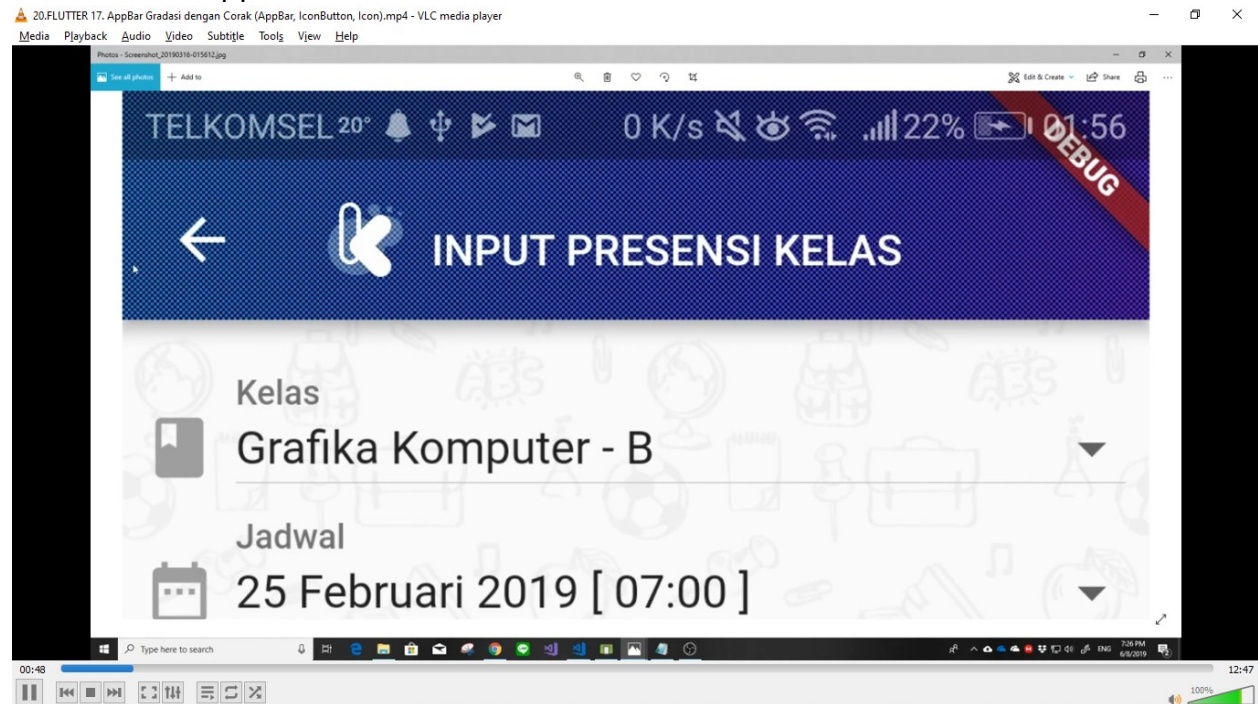 20.FLUTTER 17. AppBar Gradasi dengan Corak (AppBar, IconButton, Icon).mp4 - VLC media player
Media Playback Audio Video Subtitle Tools View Help
Photos - Screenshot_20190316-015612.jpg
See all photos + Add to Edit & Create Share
TELKOMSEL 20° 0 K/s 22% 01:56
DEBUG
INPUT PRESENSI KELAS
Kelas
Grafika Komputer - B
Jadwal
25 Februari 2019 [ 07:00 ]
Type here to search ENG 7:26 PM
6/8/2019
00:48 12:47
100%